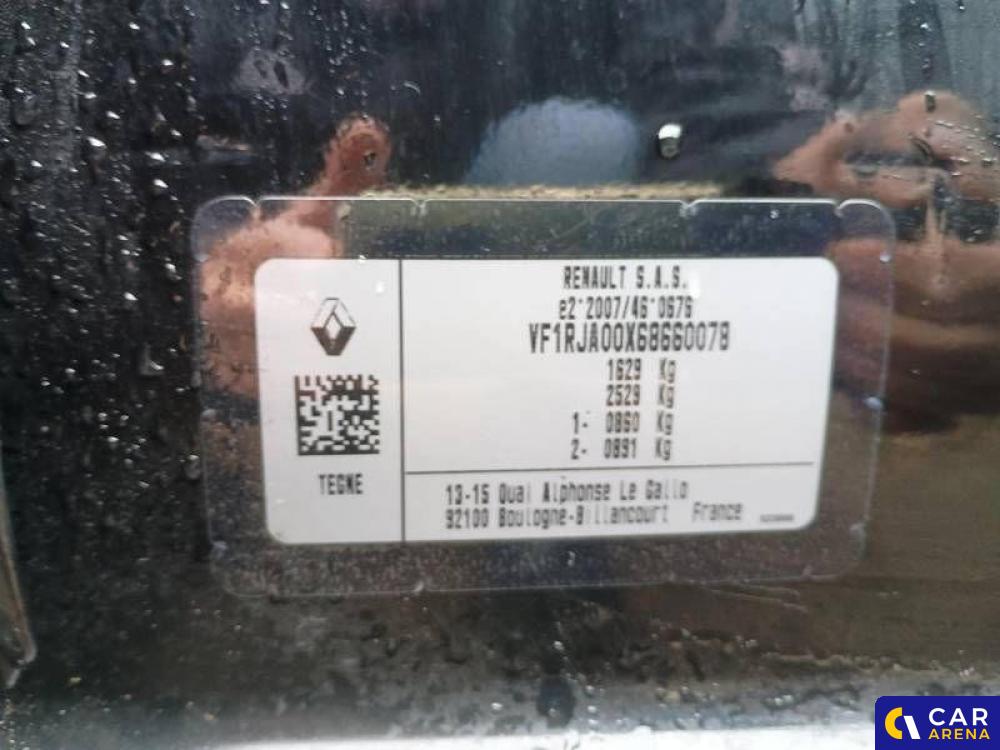 RENAULT S.A.S.
e2*2007/46*0676
VF1RJA00X68660078
1629 Kg
2529 Kg
1- 0860 Kg
2- 0891 Kg
TEGNE
13-15 Quai Alphonse Le Gallo
92100 Boulogne-Billancourt France
CAR
ARENA